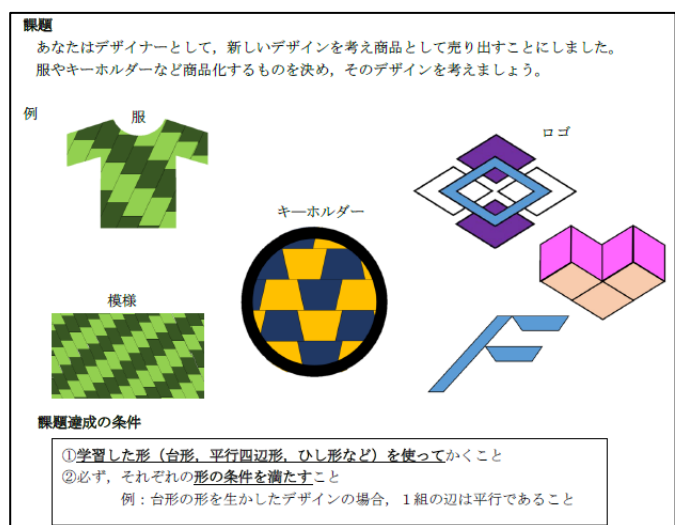 課題
あなたはデザイナーとして，新しいデザインを考え商品として売り出すことにしました。
服やキーホルダーなど商品化するものを決め，そのデザインを考えましょう。
例
服
ロゴ
キーホルダー
模様
課題達成の条件
①学習した形（台形，平行四辺形，ひし形など）を使ってかくこと
②必ず，それぞれの形の条件を満たすこと
例：台形の形を生かしたデザインの場合，１組の辺は平行であること